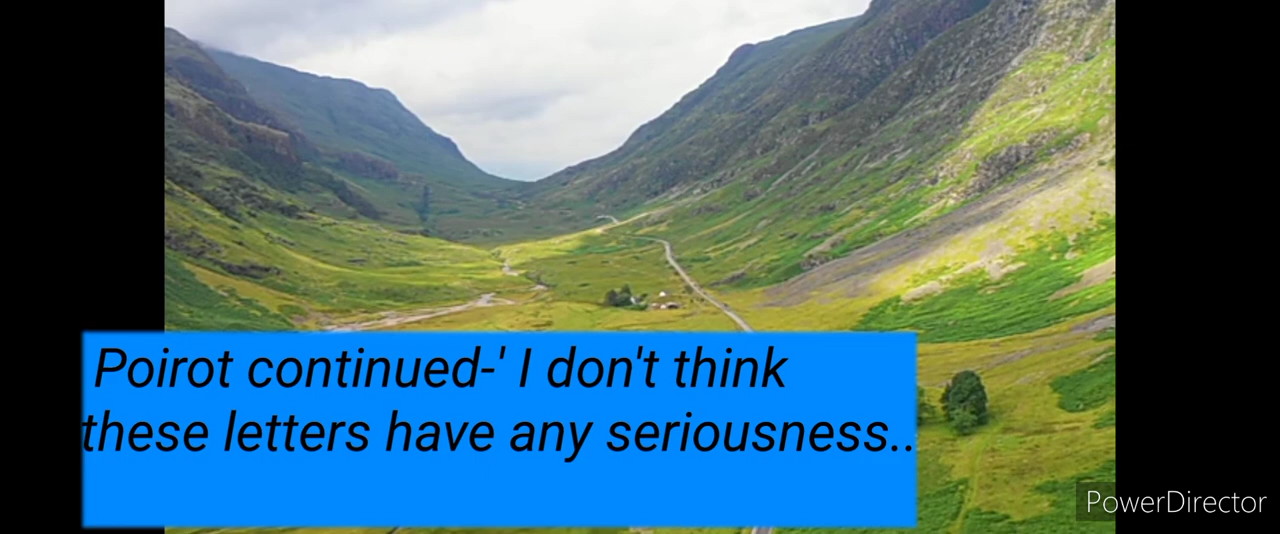 Poirot continued-' I don't think
these letters have any seriousness..
PowerDirector